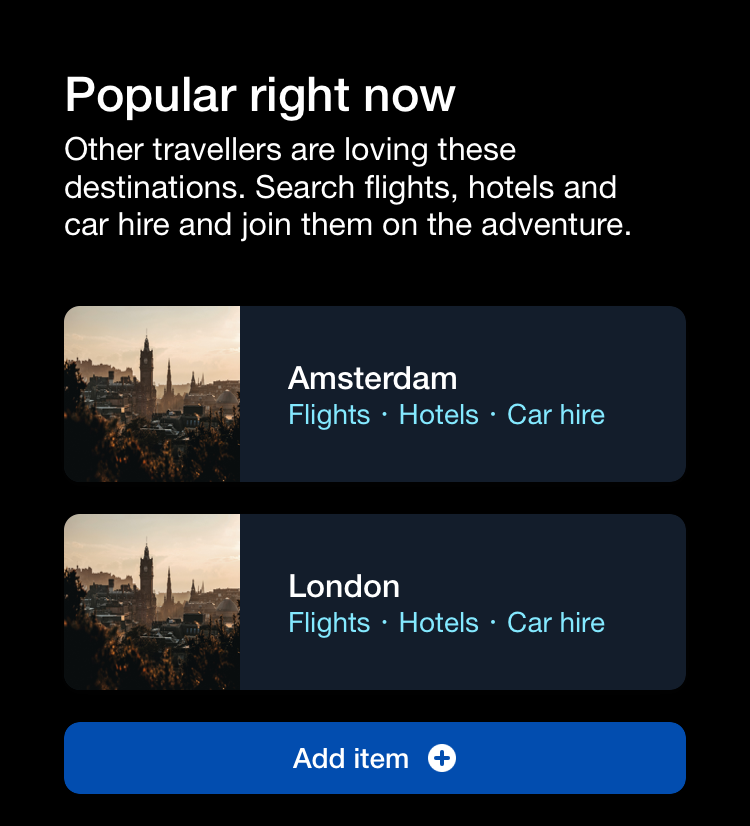 Popular right now
Other travellers are loving these
destinations. Search flights, hotels and
car hire and join them on the adventure.
Amsterdam
Flights · Hotels · Car hire
London
Flights · Hotels · Car hire
Add item